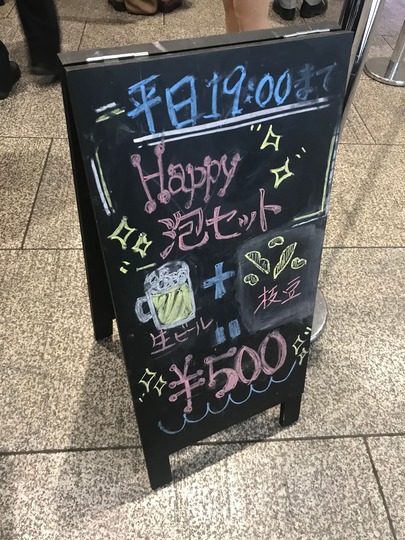 平日19:00まで
Happy
泡セット
+
生ビール
枝豆
=
¥500